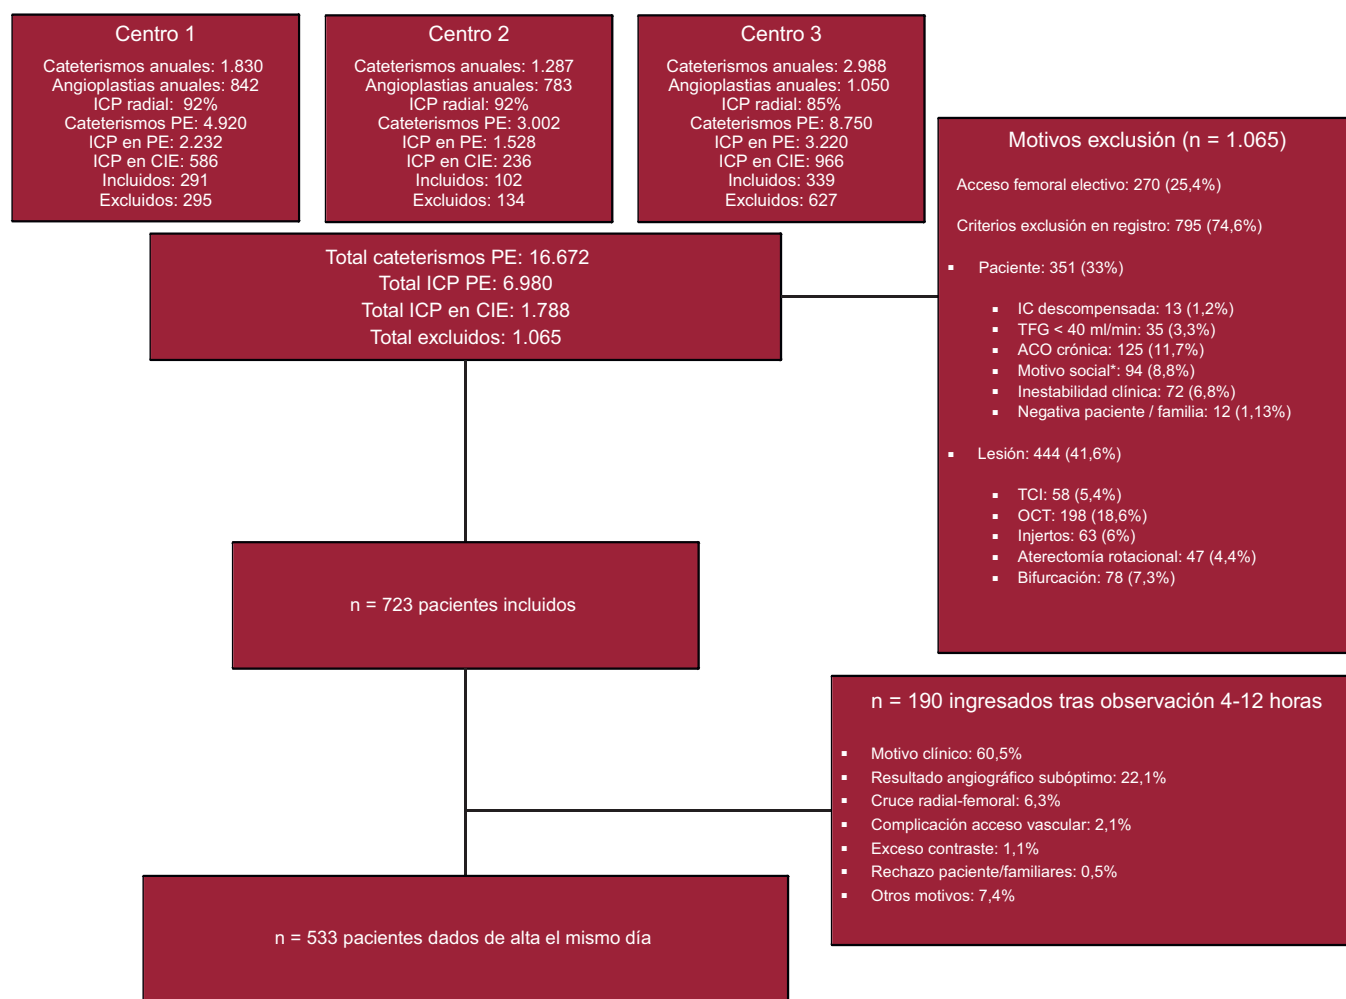 Centro 1
Cateterismos anuales: 1.830
Angioplastias anuales: 842
ICP radial: 92%
Cateterismos PE: 4.920
ICP en PE: 2.232
ICP en CIE: 586
Incluidos: 291
Excluidos: 295
Centro 2
Cateterismos anuales: 1.287
Angioplastias anuales: 783
ICP radial: 92%
Cateterismos PE: 3.002
ICP en PE: 1.528
ICP en CIE: 236
Incluidos: 102
Excluidos: 134
Centro 3
Cateterismos anuales: 2.988
Angioplastias anuales: 1.050
ICP radial: 85%
Cateterismos PE: 8.750
ICP en PE: 3.220
ICP en CIE: 966
Incluidos: 339
Excluidos: 627
Total cateterismos PE: 16.672
Total ICP PE: 6.980
Total ICP en CIE: 1.788
Total excluidos: 1.065
Motivos exclusión (n = 1.065)
Acceso femoral electivo: 270 (25,4%)
Criterios exclusión en registro: 795 (74,6%)
▪ Paciente: 351 (33%)
▪ IC descompensada: 13 (1,2%)
▪ TFG < 40 ml/min: 35 (3,3%)
▪ ACO crónica: 125 (11,7%)
▪ Motivo social*: 94 (8,8%)
▪ Inestabilidad clínica: 72 (6,8%)
▪ Negativa paciente / familia: 12 (1,13%)
▪ Lesión: 444 (41,6%)
▪ TCI: 58 (5,4%)
▪ OCT: 198 (18,6%)
▪ Injertos: 63 (6%)
▪ Aterectomía rotacional: 47 (4,4%)
▪ Bifurcación: 78 (7,3%)
n = 723 pacientes incluidos
n = 190 ingresados tras observación 4-12 horas
▪ Motivo clínico: 60,5%
▪ Resultado angiográfico subóptimo: 22,1%
▪ Cruce radial-femoral: 6,3%
▪ Complicación acceso vascular: 2,1%
▪ Exceso contraste: 1,1%
▪ Rechazo paciente/familiares: 0,5%
▪ Otros motivos: 7,4%
n = 533 pacientes dados de alta el mismo día